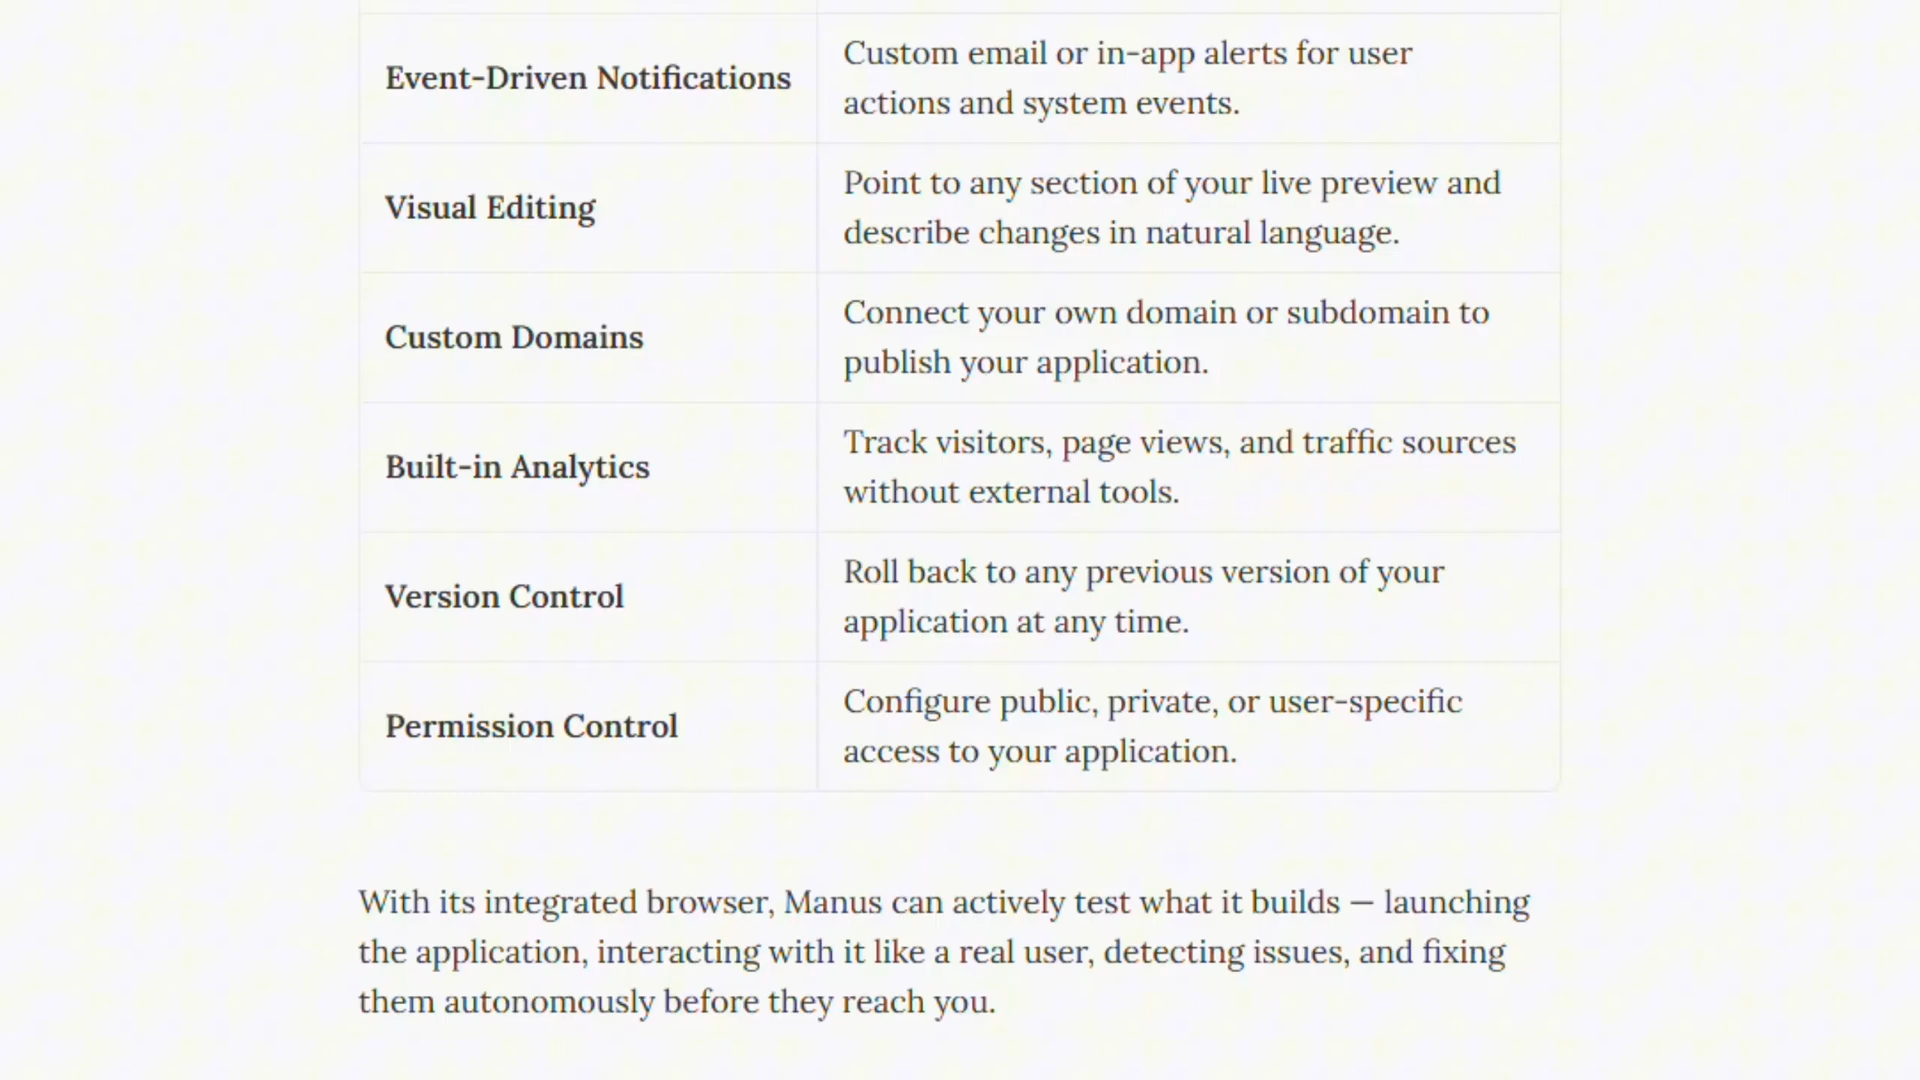 Event-Driven Notifications
Custom email or in-app alerts for user
actions and system events.
Visual Editing
Point to any section of your live preview and
describe changes in natural language.
Custom Domains
Connect your own domain or subdomain to
publish your application.
Built-in Analytics
Track visitors, page views, and traffic sources
without external tools.
Version Control
Roll back to any previous version of your
application at any time.
Permission Control
Configure public, private, or user-specific
access to your application.
With its integrated browser, Manus can actively test what it builds — launching
the application, interacting with it like a real user, detecting issues, and fixing
them autonomously before they reach you.